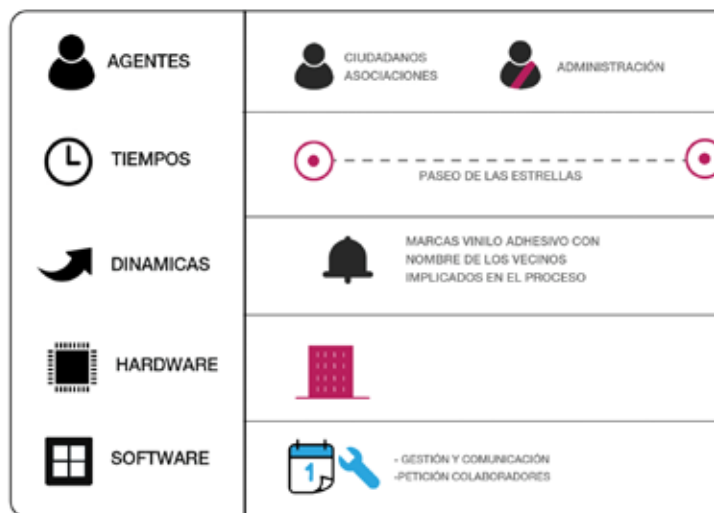 AGENTES
CIUDADANOS
ASOCIACIONES
ADMINISTRACIÓN
TIEMPOS
PASEO DE LAS ESTRELLAS
DINAMICAS
MARCAS VINILO ADHESIVO CON
NOMBRE DE LOS VECINOS
IMPLICADOS EN EL PROCESO
HARDWARE
SOFTWARE
1
- GESTIÓN Y COMUNICACIÓN
-PETICIÓN COLABORADORES